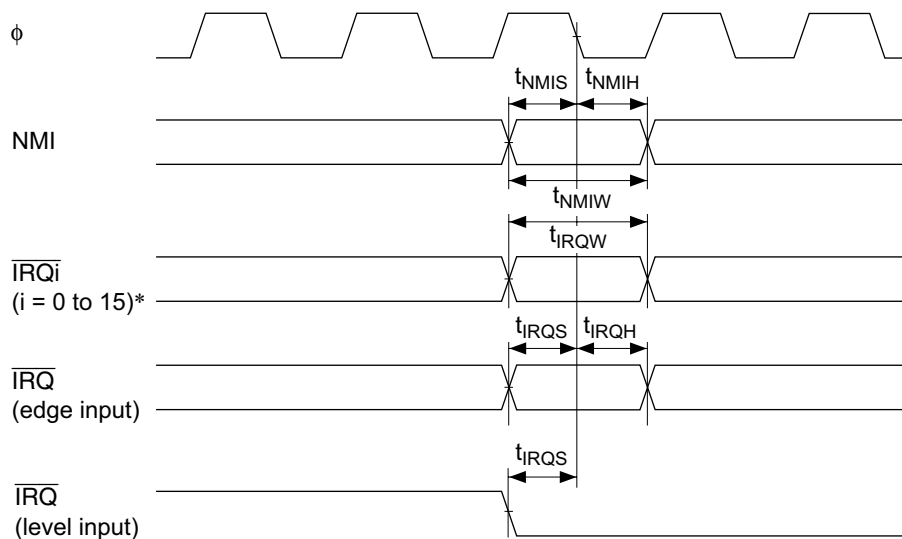 ϕ
tNMIS
tNMIH
NMI
tNMIW
tIRQW
IRQi
(i = 0 to 15)*
tIRQS
tIRQH
IRQ
(edge input)
tIRQS
IRQ
(level input)